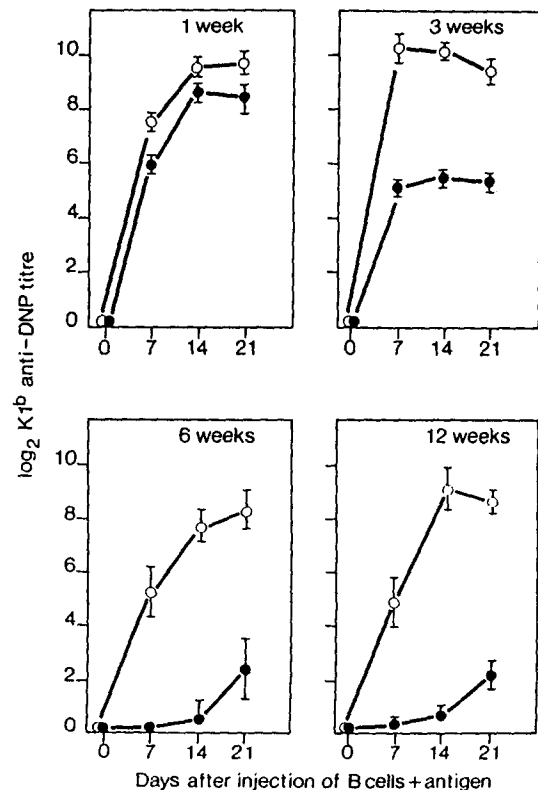 1 week
3 weeks
10
8
6
4
2
0
0 7 14 21
0 7 14 21
log₂ K1ᵇ anti-DNP titre
6 weeks
12 weeks
10
8
6
4
2
0
0 7 14 21
0 7 14 21
Days after injection of B cells + antigen